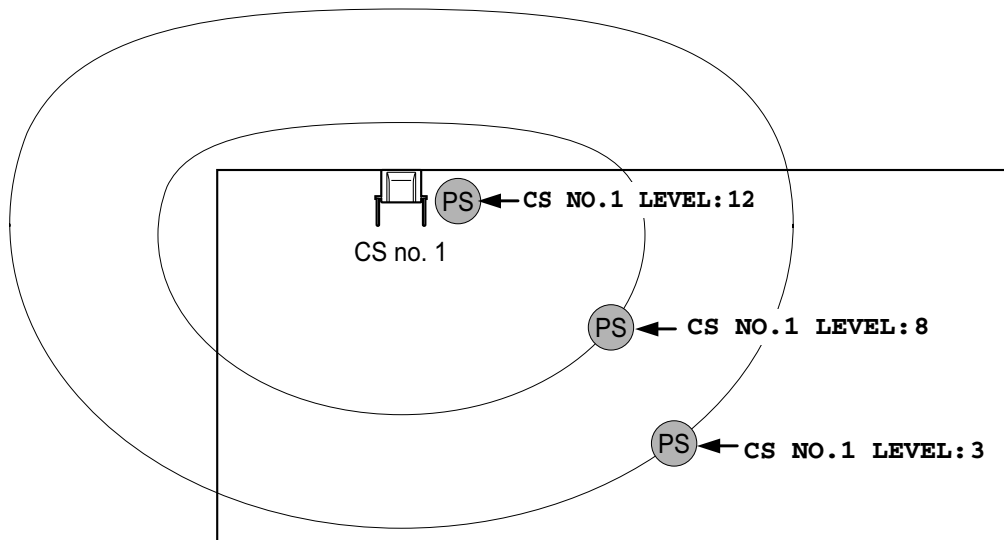 PS CS NO.1 LEVEL:12
CS no. 1
PS CS NO.1 LEVEL:8
PS CS NO.1 LEVEL:3